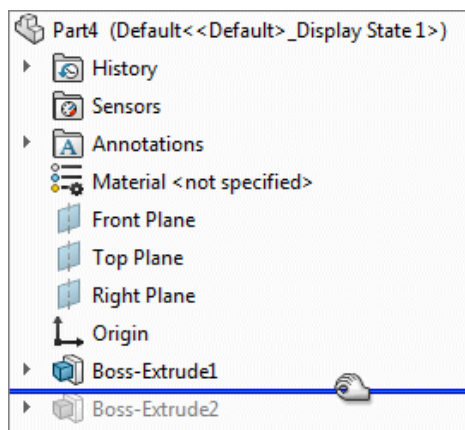 Part4 (Default<<Default>_Display State 1>)
History
Sensors
A Annotations
Material <not specified>
Front Plane
Top Plane
Right Plane
Origin
Boss-Extrude1
Boss-Extrude2